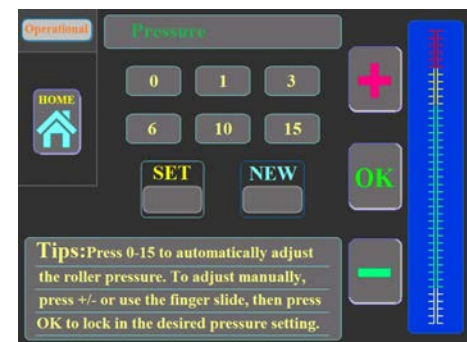 Operational
Pressure
HOME
0 1 3
6 10 15
SET NEW
OK
Tips:Press 0-15 to automatically adjust
the roller pressure. To adjust manually,
press +/- or use the finger slide, then press
OK to lock in the desired pressure setting.